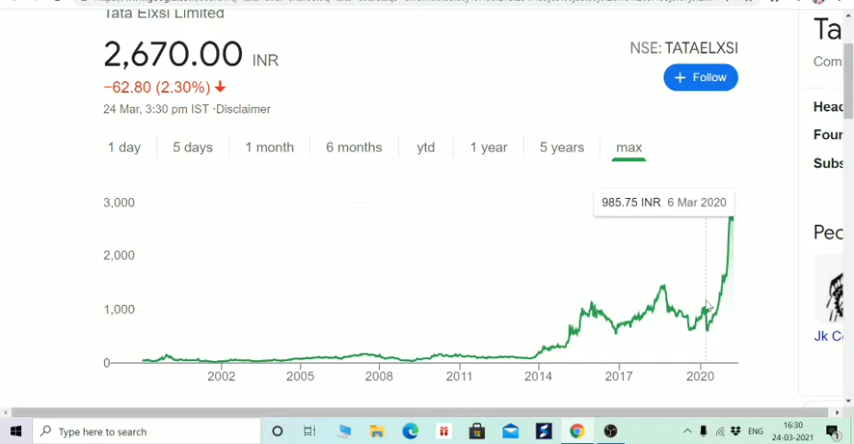 Tata Elxsi Limited
2,670.00 INR
−62.80 (2.30%)
24 Mar, 3:30 pm IST ·Disclaimer
NSE: TATAELXSI
+ Follow
1 day
5 days
1 month
6 months
ytd
1 year
5 years
max
985.75 INR 6 Mar 2020
3,000
2,000
1,000
0
2002
2005
2008
2011
2014
2017
2020
Ta
Com
Head
Foun
Subs
Peo
Jk Co
Type here to search
ENG
16:30
24-03-2021